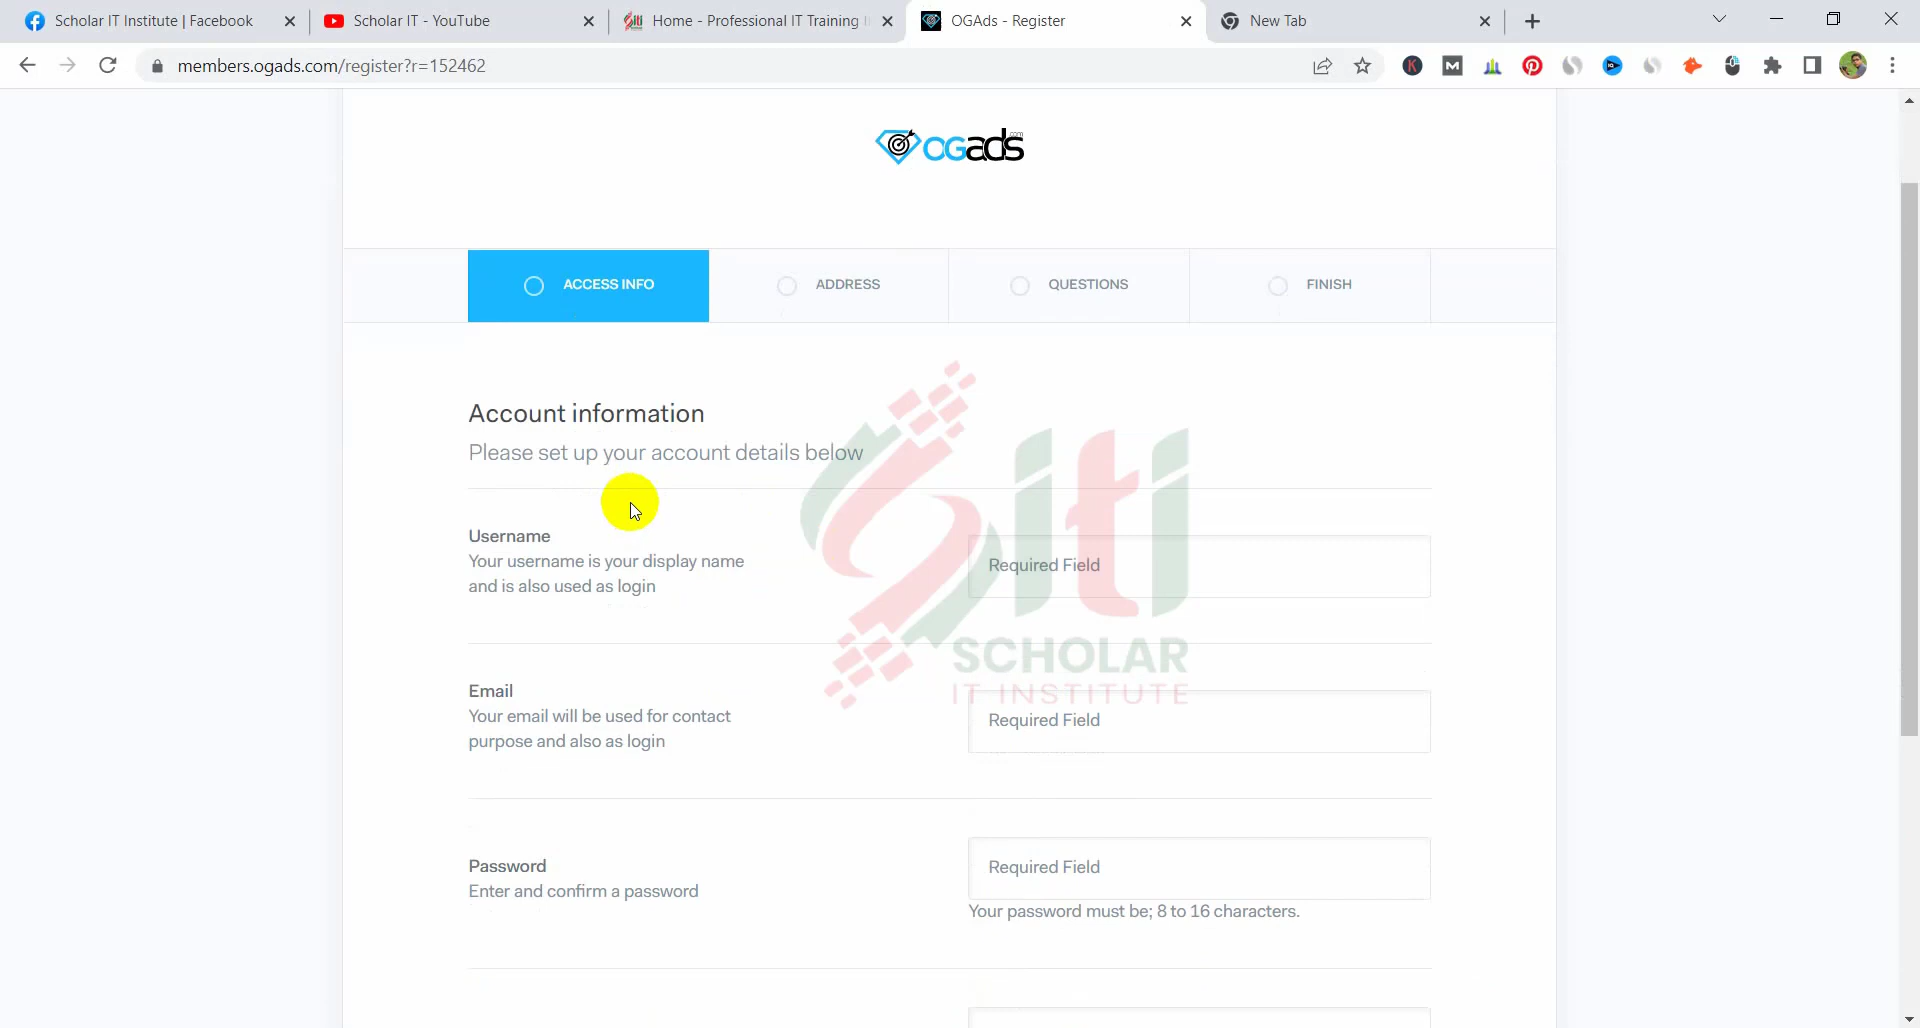 Scholar IT Institute | Facebook
Scholar IT - YouTube
Home - Professional IT Training I
OGAds - Register
New Tab
members.ogads.com/register?r=152462
ogads.com
ACCESS INFO
ADDRESS
QUESTIONS
FINISH
Account information
Please set up your account details below
Username
Your username is your display name
and is also used as login
Required Field
siti
SCHOLAR
IT INSTITUTE
Email
Your email will be used for contact
purpose and also as login
Required Field
Password
Enter and confirm a password
Required Field
Your password must be; 8 to 16 characters.